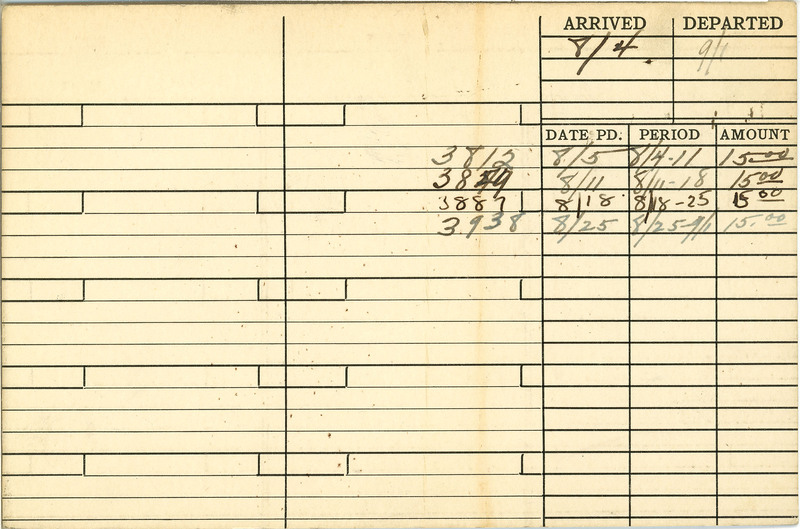 ARRIVED DEPARTED
8/4. 9/1
DATE PD. PERIOD AMOUNT
3812 8/5 8/4-11 15.00
3849 8/11 8/11-18 15.00
3887 8/18 8/18-25 15.00
3938 8/25 8/25-9/1 15.00